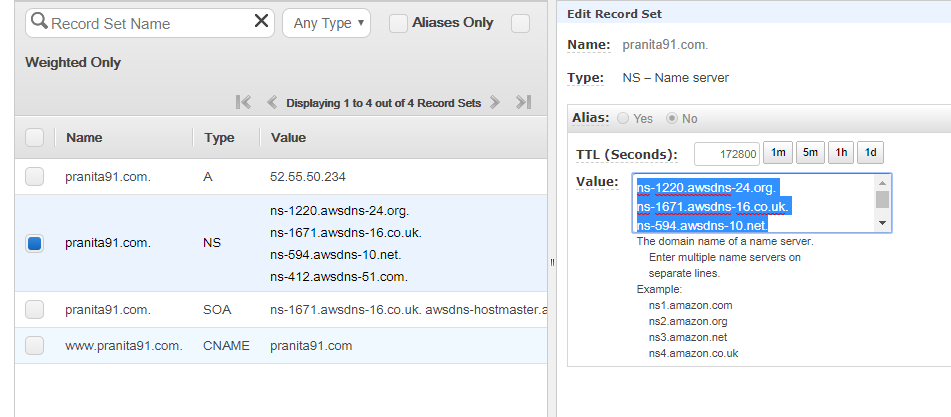 Record Set Name
Any Type
Aliases Only
Weighted Only
Displaying 1 to 4 out of 4 Record Sets
Name Type Value
pranita91.com. A 52.55.50.234
pranita91.com. NS ns-1220.awsdns-24.org.
ns-1671.awsdns-16.co.uk.
ns-594.awsdns-10.net.
ns-412.awsdns-51.com.
pranita91.com. SOA ns-1671.awsdns-16.co.uk. awsdns-hostmaster.a
www.pranita91.com. CNAME pranita91.com
Edit Record Set
Name: pranita91.com.
Type: NS – Name server
Alias: Yes No
TTL (Seconds): 172800 1m 5m 1h 1d
Value: ns-1220.awsdns-24.org.
ns-1671.awsdns-16.co.uk.
ns-594.awsdns-10.net.
The domain name of a name server.
Enter multiple name servers on
separate lines.
Example:
ns1.amazon.com
ns2.amazon.org
ns3.amazon.net
ns4.amazon.co.uk